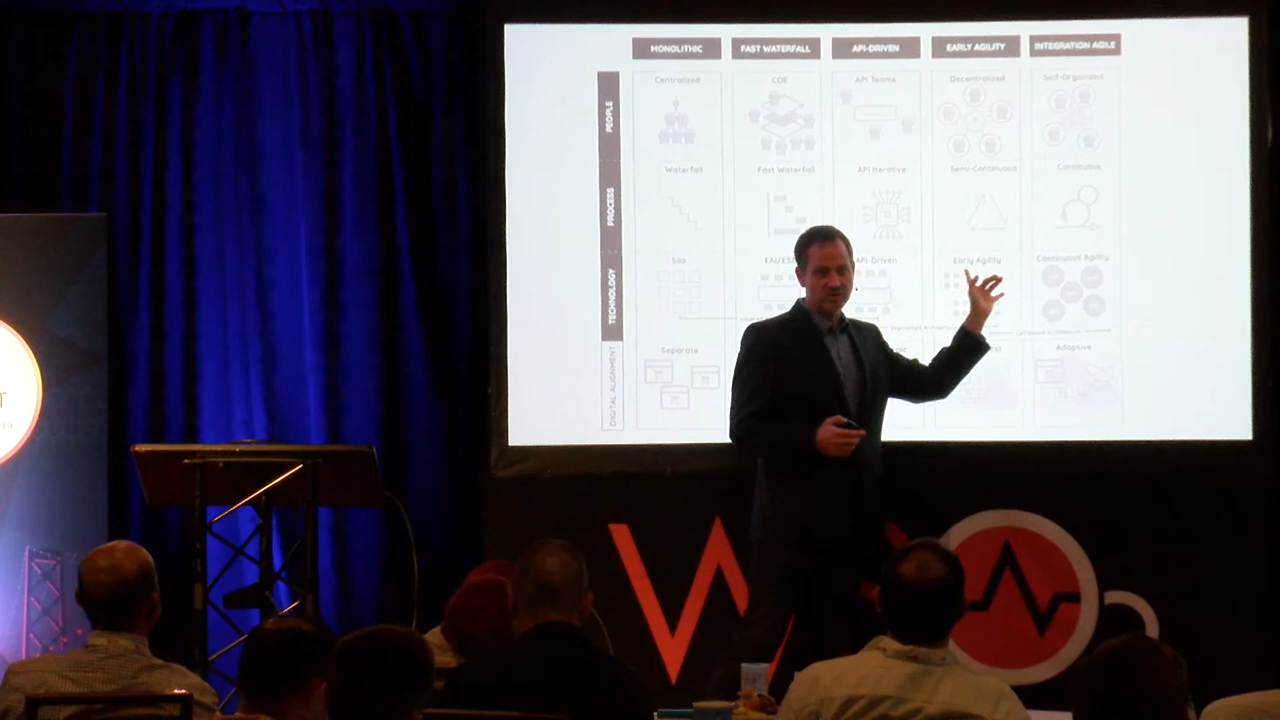 MONOLITHIC FAST WATERFALL API-DRIVEN EARLY AGILITY INTEGRATION AGILE
PEOPLE
Centralized COE API Teams Decentralized Self-Organized
PROCESS
Waterfall Fast Waterfall API Iterative Semi-Continuous Continuous
TECHNOLOGY
Silo EAI/ESB API-Driven Early Agility Continuous Agility
DIGITAL ALIGNMENT
Separate Adaptive
W
T
19